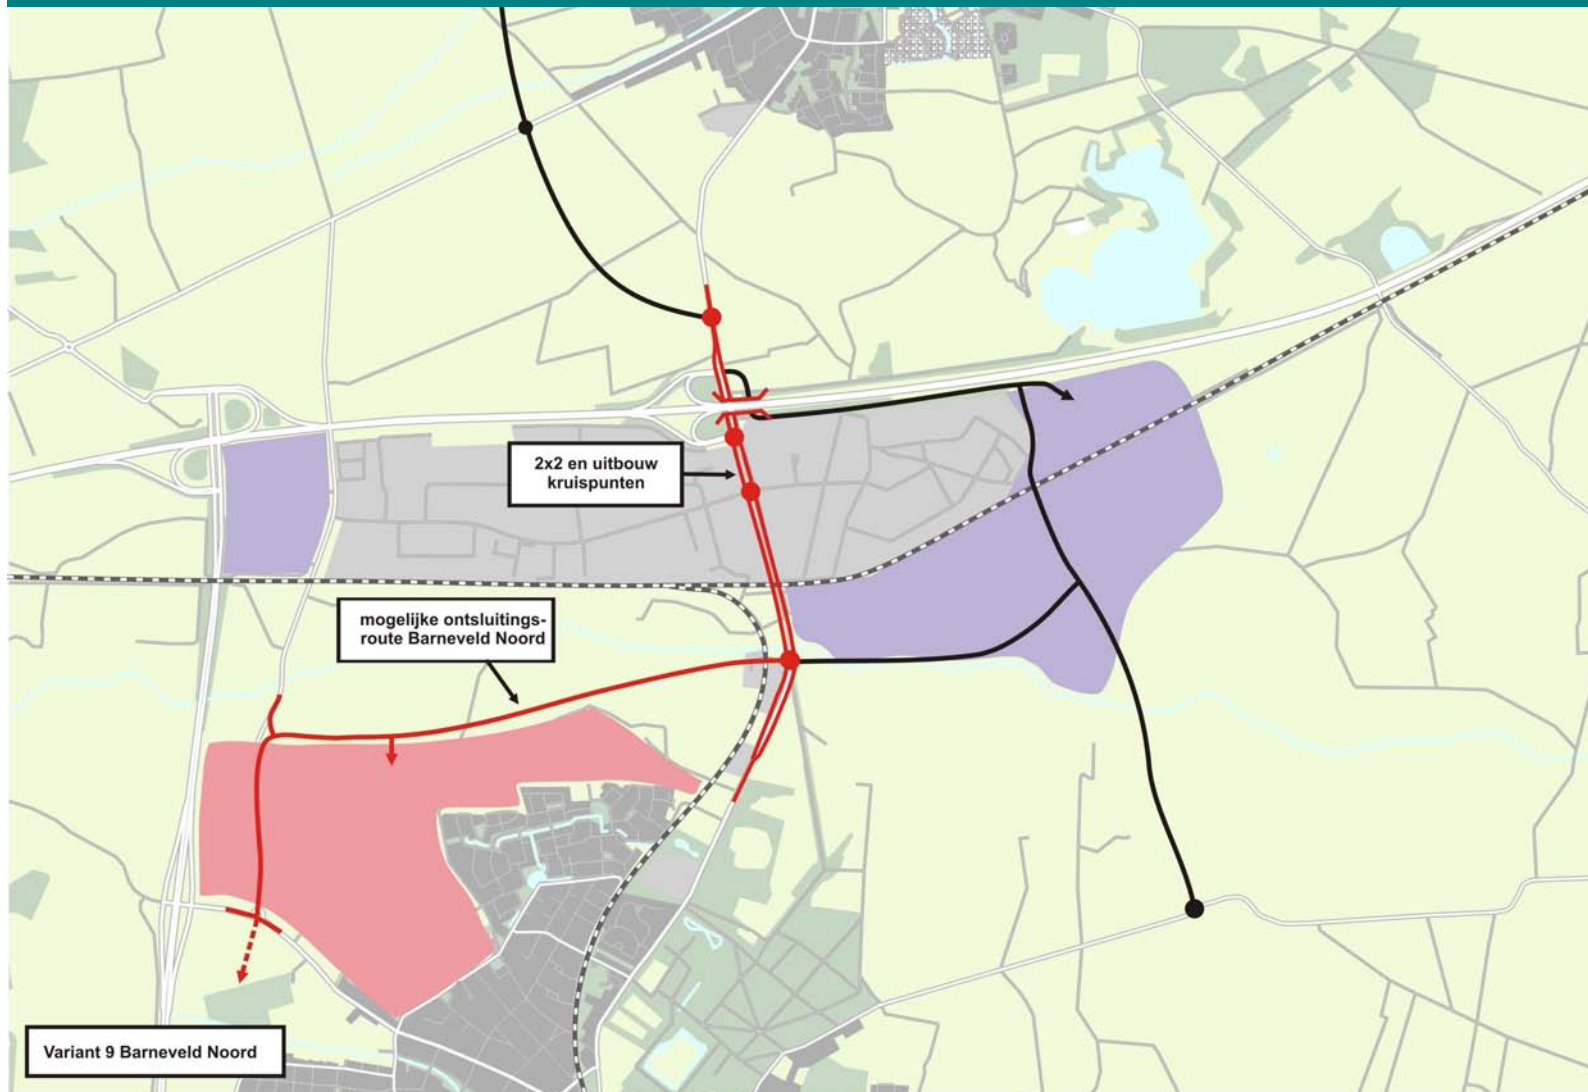 2x2 en uitbouw
kruispunten
mogelijke ontsluitings-
route Barneveld Noord
Variant 9 Barneveld Noord